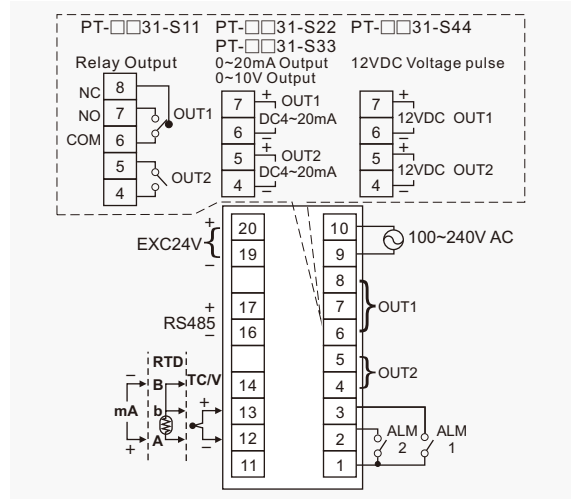 PT-□□31-S11
PT-□□31-S22
PT-□□31-S33
PT-□□31-S44
Relay Output
0~20mA Output
0~10V Output
12VDC Voltage pulse
NC 8
NO 7
COM 6
5
4
OUT1
OUT2
7
6
5
4
+ OUT1
DC4~20mA
−
+ OUT2
DC4~20mA
−
7
6
5
4
+
12VDC OUT1
−
+
12VDC OUT2
−
EXC24V
+
−
20
19
RS485
+
−
17
16
14
13
12
11
RTD
B
b
A
TC/V
+
−
−
mA
+
10
9
8
7
6
5
4
3
2
1
100~240V AC
OUT1
OUT2
ALM
2
ALM
1